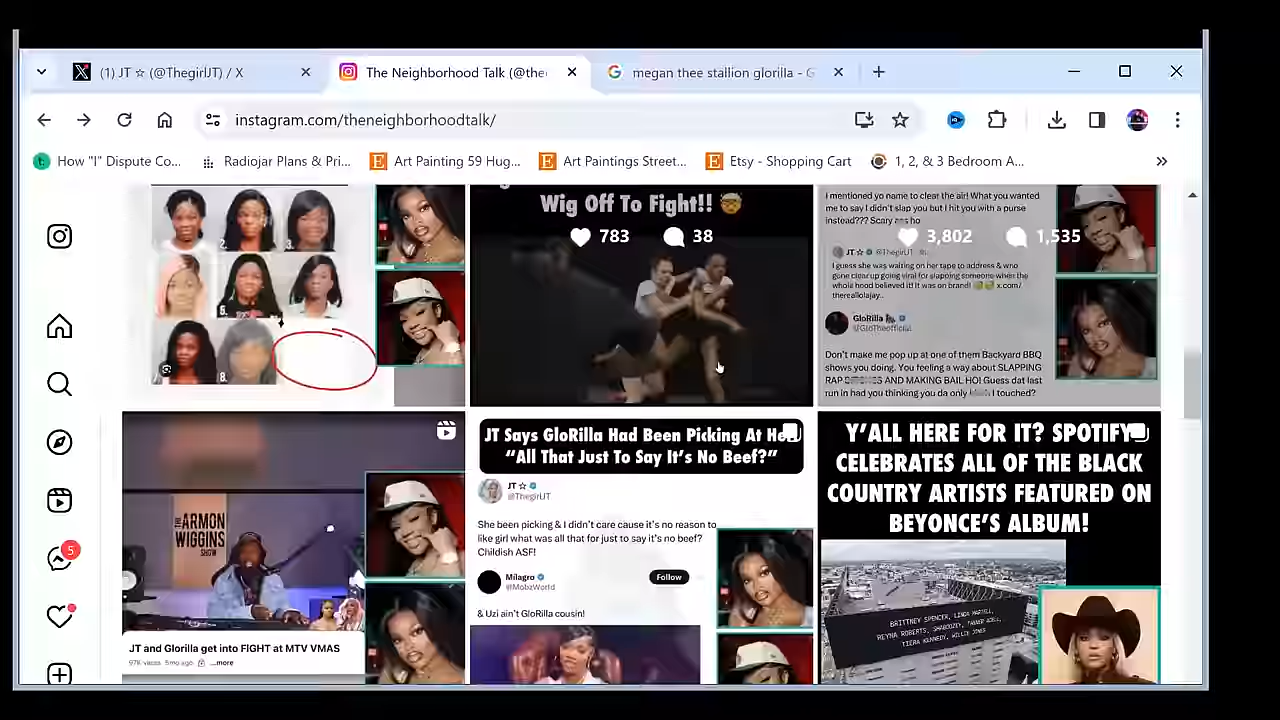 (1) JT ☆ (@ThegirlJT) / X
The Neighborhood Talk (@the
megan thee stallion glorilla - G
instagram.com/theneighborhoodtalk/
How "I" Dispute Co...
Radiojar Plans & Pri...
Art Painting 59 Hug...
Art Paintings Street...
Etsy - Shopping Cart
1, 2, & 3 Bedroom A...
2.
3.
5.
8.
Wig Off To Fight!! 🤯
783
38
I mentioned yo name to clear the air! What you wanted
me to say I didn't slap you but I hit you with a purse
instead??? Scary ass ho
3,802
1,535
JT ☆ @ThegirlJT
I guess she was waiting on her tape to address & who
gone clear up going viral for slapping someone when the
whole hood believed it! It was on brand!
x.com/
thereallolajay..
GloRilla
@GloTheofficial
Don't make me pop up at one of them Backyard BBQ
shows you doing. You feeling a way about SLAPPING
RAP AND MAKING BAIL HO! Guess dat last
run in had you thinking you da only I touched?
5
THE
ARMON
WIGGINS
SHOW
JT and Glorilla get into FIGHT at MTV VMAS
97K views 5mo ago ...more
JT Says GloRilla Had Been Picking At Her
"All That Just To Say It's No Beef?"
JT ☆
@ThegirlJT
She been picking & I didn't care cause it's no reason to
like girl what was all that for just to say it's no beef?
Childish ASF!
Milagro
@MobzWorld
Follow
& Uzi ain't GloRilla cousin!
Y'ALL HERE FOR IT? SPOTIFY
CELEBRATES ALL OF THE BLACK
COUNTRY ARTISTS FEATURED ON
BEYONCE'S ALBUM!
BRITTNEY SPENCER, LINDA MARTELL,
REYNA ROBERTS, SHABOOZEY, TANNER ADELL,
TIERA KENNEDY, WILLIE JONES